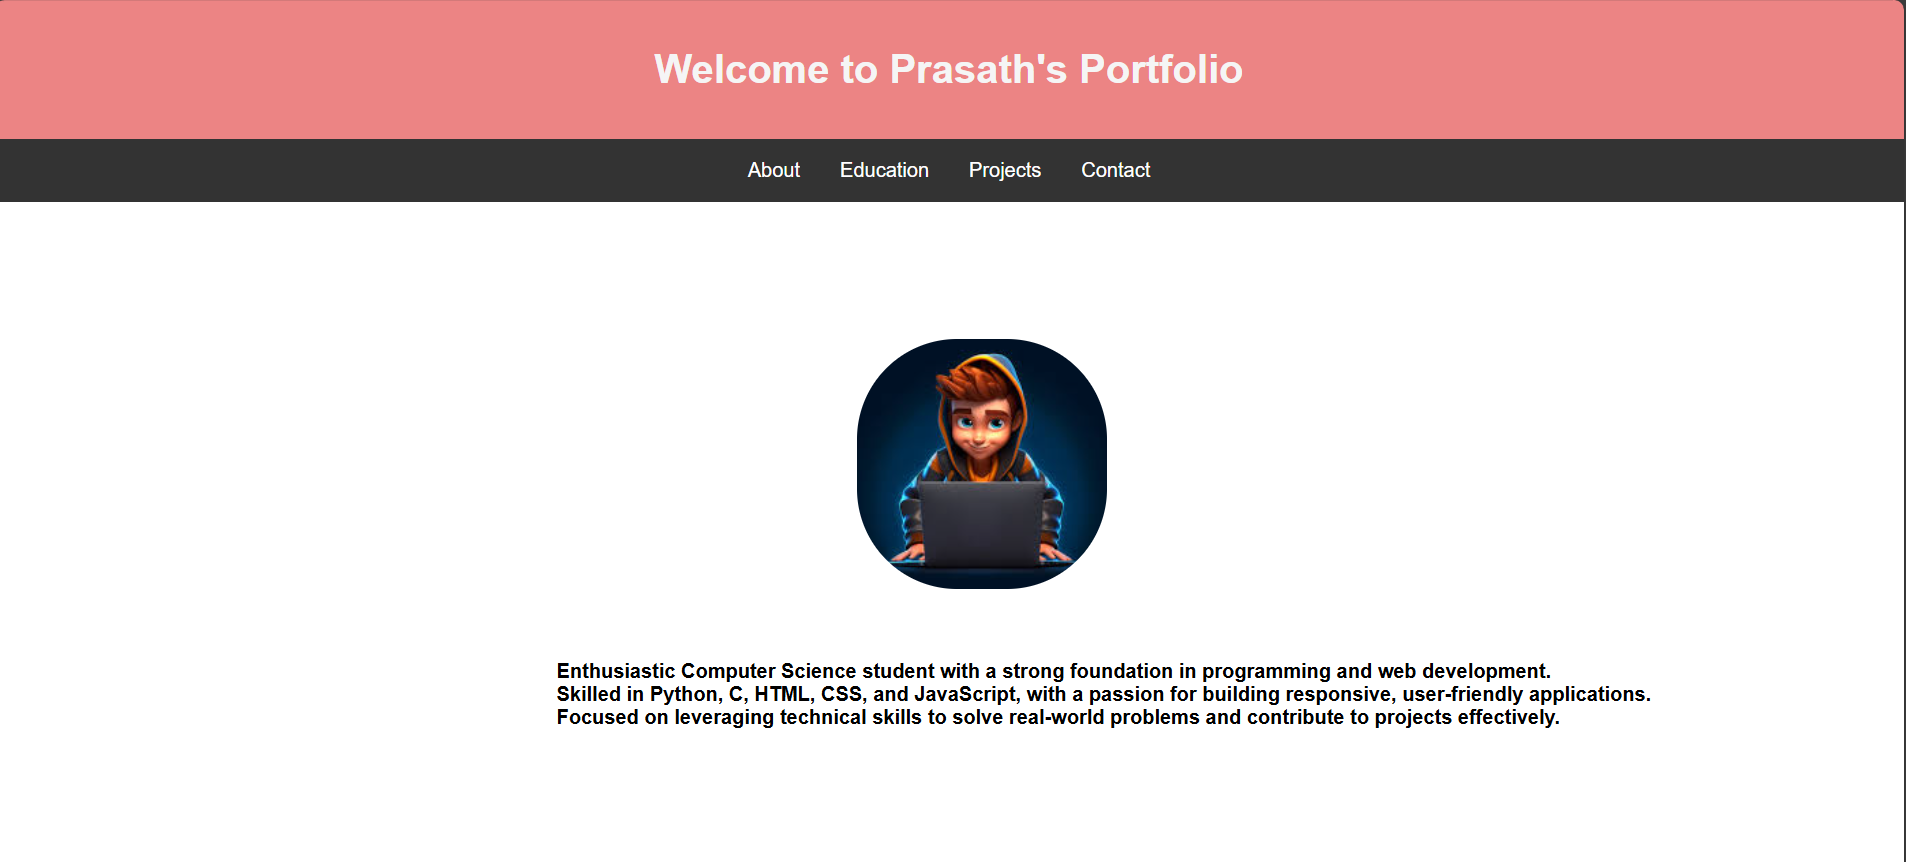 Welcome to Prasath's Portfolio
About Education Projects Contact
Enthusiastic Computer Science student with a strong foundation in programming and web development.
Skilled in Python, C, HTML, CSS, and JavaScript, with a passion for building responsive, user-friendly applications.
Focused on leveraging technical skills to solve real-world problems and contribute to projects effectively.